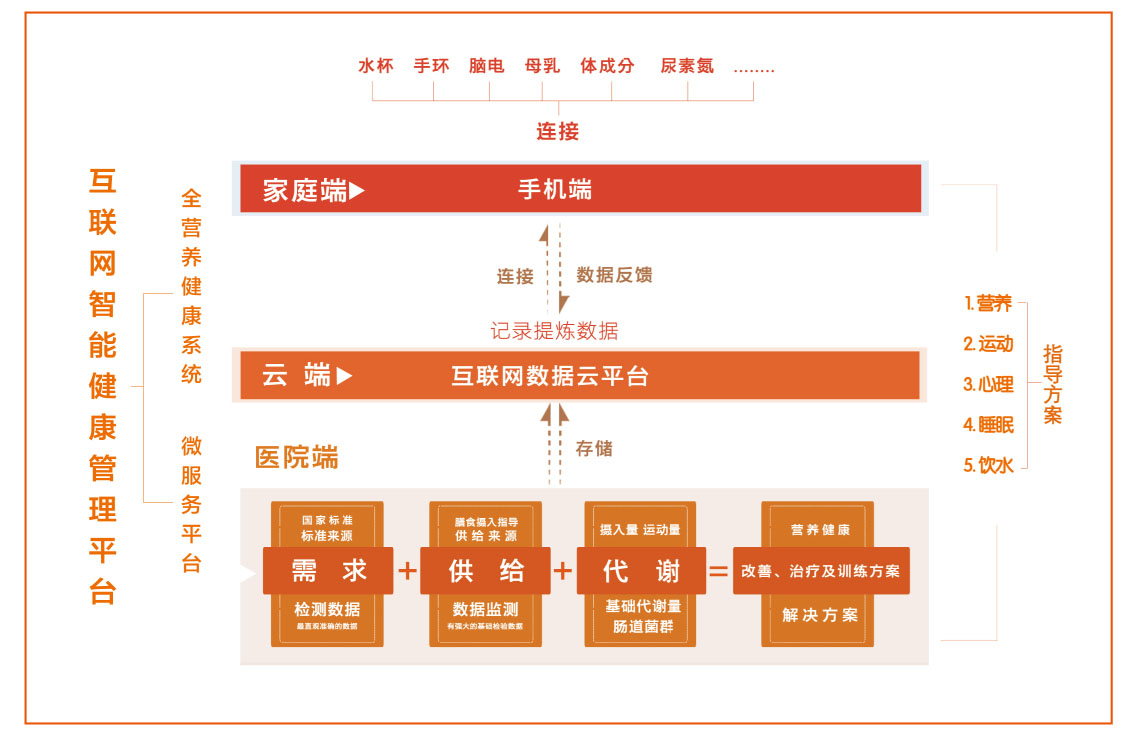 水杯 手环 脑电 母乳 体成分 尿素氮 ........
连接
互联网智能健康管理平台
全营养健康系统
微服务平台
家庭端 手机端
连接 数据反馈
记录提炼数据
云 端 互联网数据云平台
存储
医院端
国家标准
标准来源
需 求
检测数据
最直观准确的数据
+
膳食摄入指导
供给来源
供 给
数据监测
有强大的基础检验数据
+
摄入量 运动量
代 谢
基础代谢量
肠道菌群
=
营养健康
改善、治疗及训练方案
解决方案
1.营养
2.运动
3.心理
4.睡眠
5.饮水
指导方案